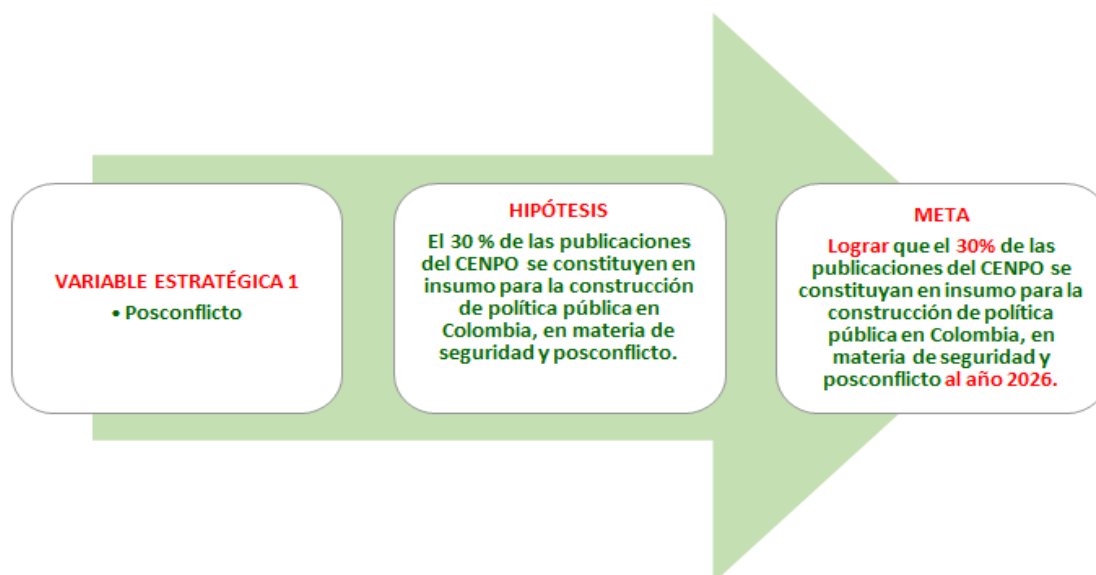 VARIABLE ESTRATÉGICA 1
• Posconflicto
HIPÓTESIS
El 30 % de las publicaciones
del CENPO se constituyen en
insumo para la construcción
de política pública en
Colombia, en materia de
seguridad y posconflicto.
META
Lograr que el 30% de las
publicaciones del CENPO se
constituyan en insumo para la
construcción de política
pública en Colombia, en
materia de seguridad y
posconflicto al año 2026.